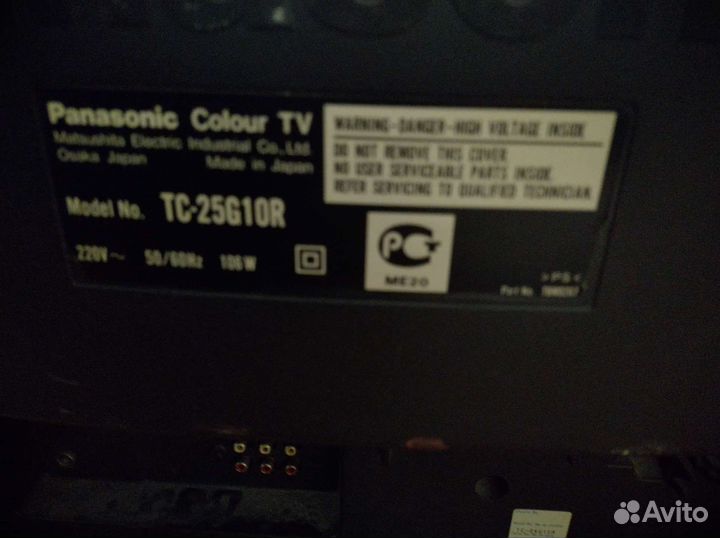 Panasonic Colour TV
Matsushita Electric Industrial Co., Ltd.
Osaka Japan Made in Japan
Model No. TC-25G10R
220V~ 50/60Hz 106W
WARNING-DANGER-HIGH VOLTAGE INSIDE
DO NOT REMOVE THIS COVER.
NO USER SERVICEABLE PARTS INSIDE.
REFER SERVICING TO QUALIFIED TECHNICIAN.
РСТ
ME20
>PS<
Part No.
Avito